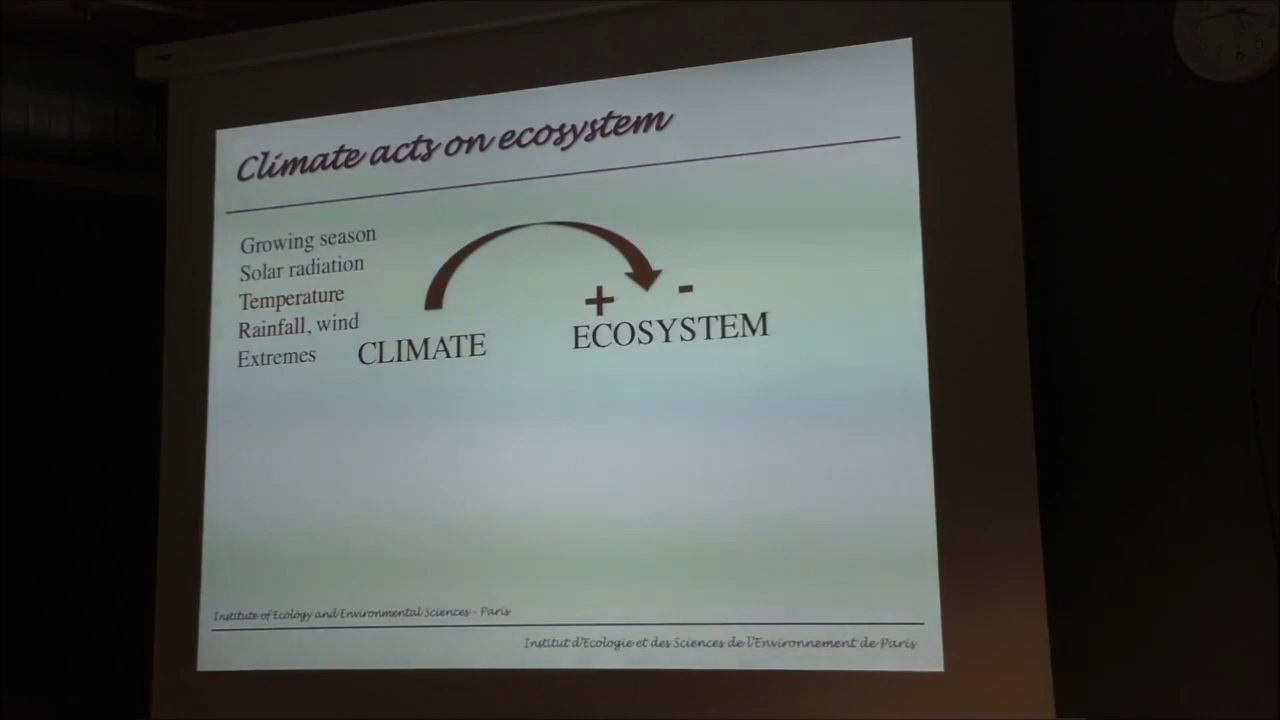 Climate acts on ecosystem
Growing season
Solar radiation
Temperature
Rainfall, wind
Extremes
CLIMATE
+ -
ECOSYSTEM
Institute of Ecology and Environmental Sciences - Paris
Institut d'Ecologie et des Sciences de l'Environnement de Paris